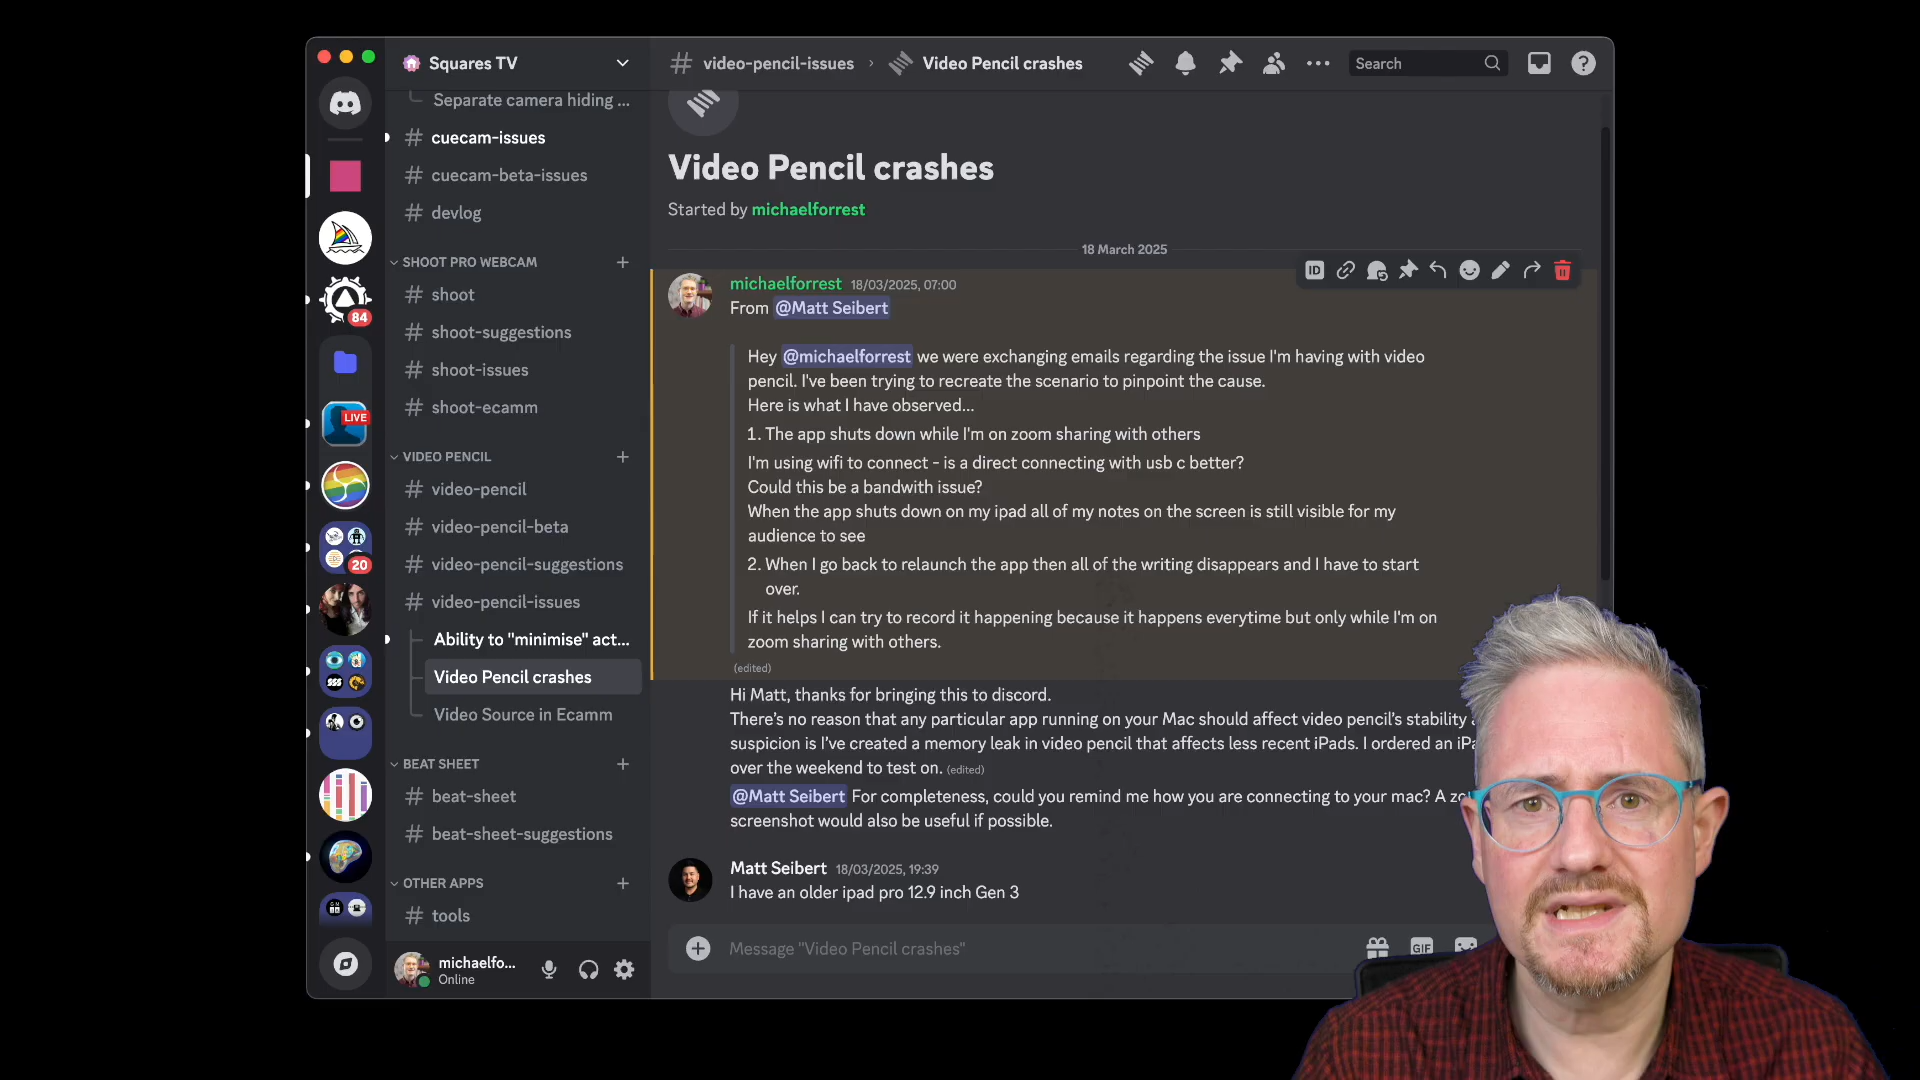 Squares TV
Separate camera hiding ...
cuecam-issues
cuecam-beta-issues
devlog
SHOOT PRO WEBCAM
shoot
shoot-suggestions
shoot-issues
shoot-ecamm
VIDEO PENCIL
video-pencil
video-pencil-beta
video-pencil-suggestions
video-pencil-issues
Ability to "minimise" act...
Video Pencil crashes
Video Source in Ecamm
BEAT SHEET
beat-sheet
beat-sheet-suggestions
OTHER APPS
tools
michaelfo...
Online
84
LIVE
20
video-pencil-issues › Video Pencil crashes
Search
Video Pencil crashes
Started by michaelforrest
18 March 2025
ID
michaelforrest 18/03/2025, 07:00
From @Matt Seibert
Hey @michaelforrest we were exchanging emails regarding the issue I'm having with video
pencil. I've been trying to recreate the scenario to pinpoint the cause.
Here is what I have observed...
1. The app shuts down while I'm on zoom sharing with others
I'm using wifi to connect - is a direct connecting with usb c better?
Could this be a bandwith issue?
When the app shuts down on my ipad all of my notes on the screen is still visible for my
audience to see
2. When I go back to relaunch the app then all of the writing disappears and I have to start
over.
If it helps I can try to record it happening because it happens everytime but only while I'm on
zoom sharing with others.
(edited)
Hi Matt, thanks for bringing this to discord.
There's no reason that any particular app running on your Mac should affect video pencil's stability
suspicion is I've created a memory leak in video pencil that affects less recent iPads. I ordered an
over the weekend to test on. (edited)
@Matt Seibert For completeness, could you remind me how you are connecting to your mac? A
screenshot would also be useful if possible.
Matt Seibert 18/03/2025, 19:39
I have an older ipad pro 12.9 inch Gen 3
Message "Video Pencil crashes"
GIF